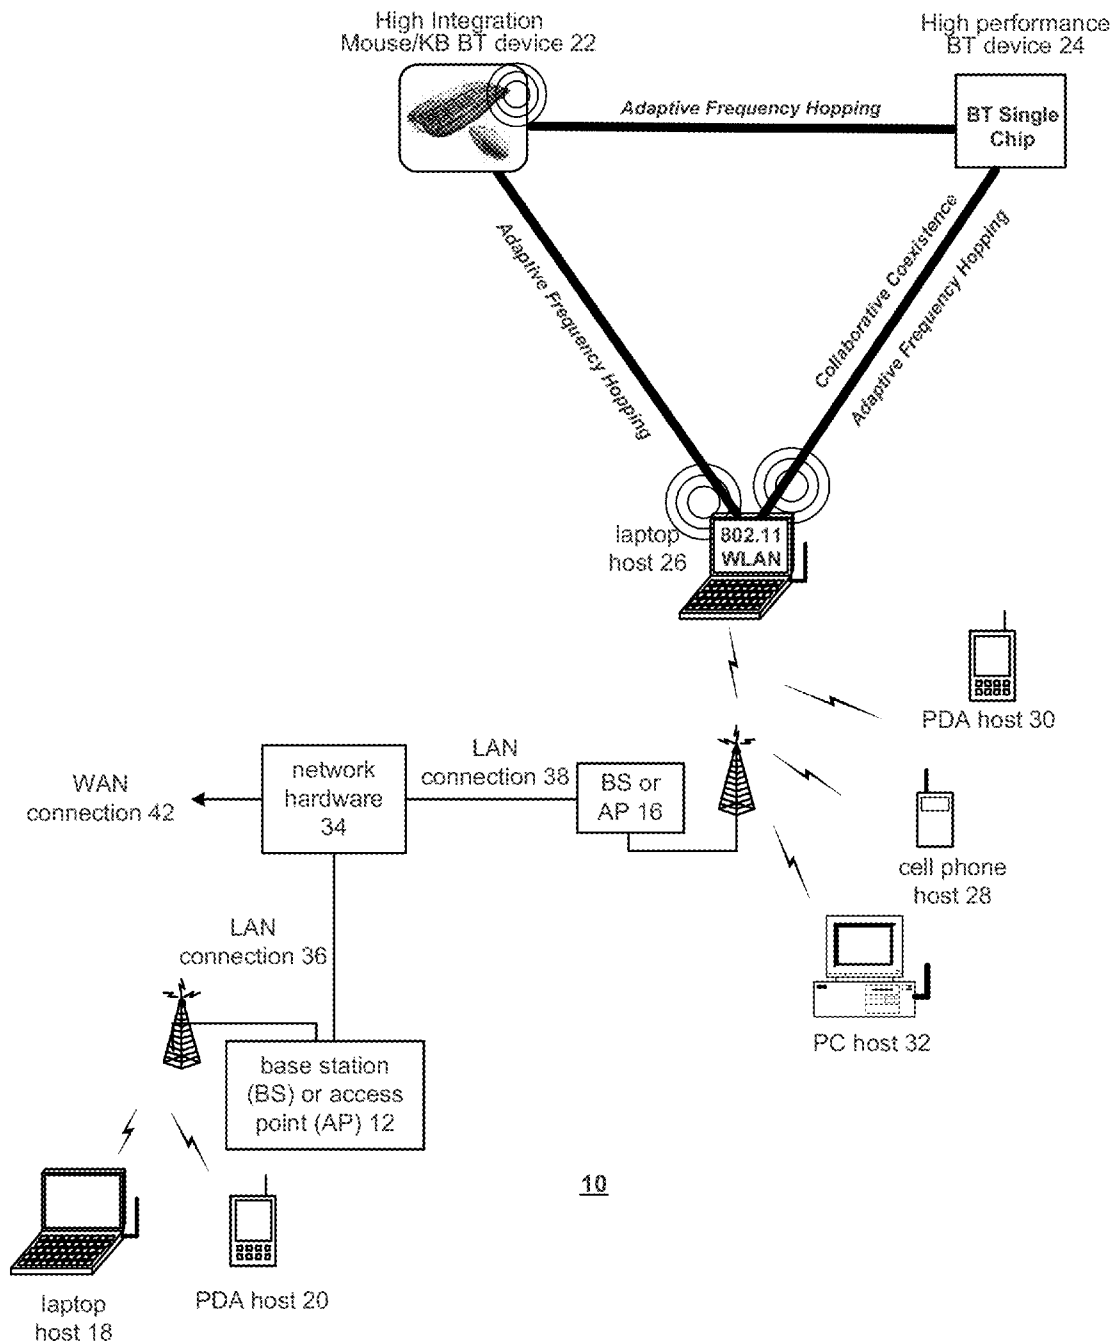 High Integration
Mouse/KB BT device 22
High performance
BT device 24
Adaptive Frequency Hopping
BT Single
Chip
Adaptive Frequency Hopping
Collaborative Coexistence
Adaptive Frequency Hopping
laptop
host 26
802.11
WLAN
PDA host 30
LAN
connection 38
network
hardware
34
WAN
connection 42
BS or
AP 16
cell phone
host 28
LAN
connection 36
PC host 32
base station
(BS) or access
point (AP) 12
10
PDA host 20
laptop
host 18